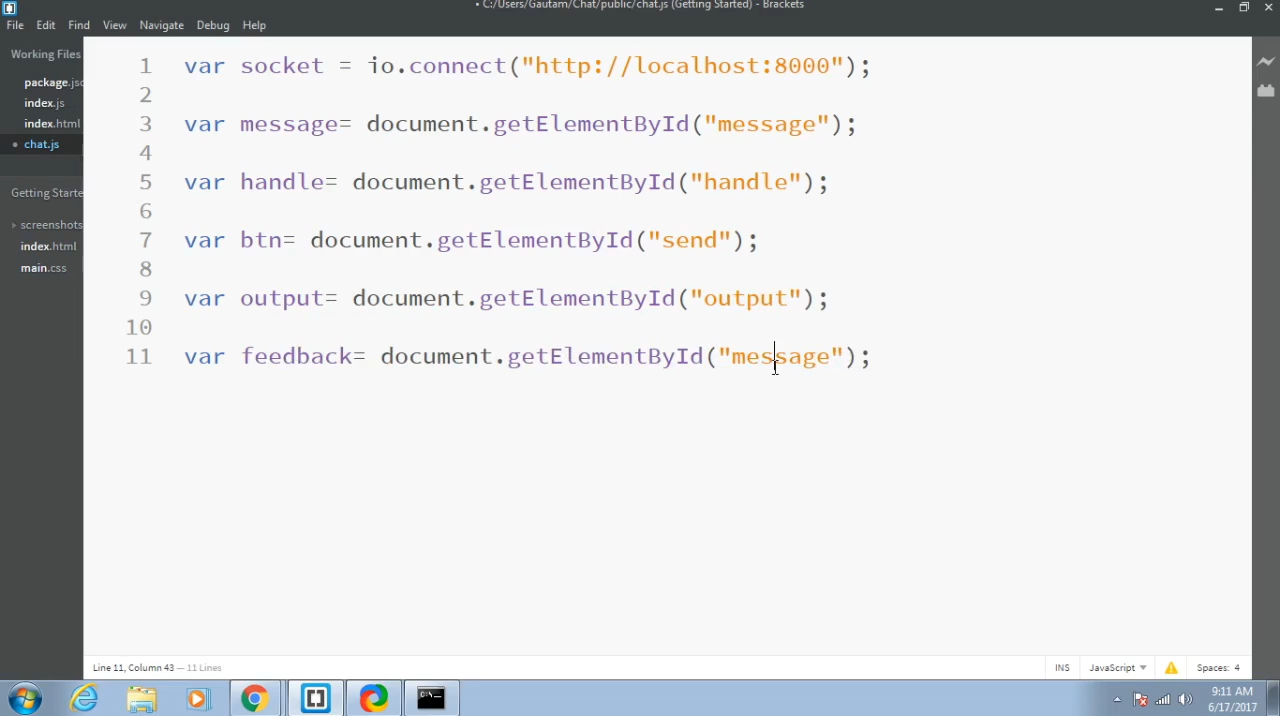 • C:/Users/Gautam/Chat/public/chat.js (Getting Started) - Brackets
File Edit Find View Navigate Debug Help
Working Files
package.jso
index.js
index.html
• chat.js
Getting Starte
screenshots
index.html
main.css
1 var socket = io.connect("http://localhost:8000");
2
3 var message= document.getElementById("message");
4
5 var handle= document.getElementById("handle");
6
7 var btn= document.getElementById("send");
8
9 var output= document.getElementById("output");
10
11 var feedback= document.getElementById("message");
Line 11, Column 43 — 11 Lines
INS JavaScript Spaces: 4
9:11 AM
6/17/2017